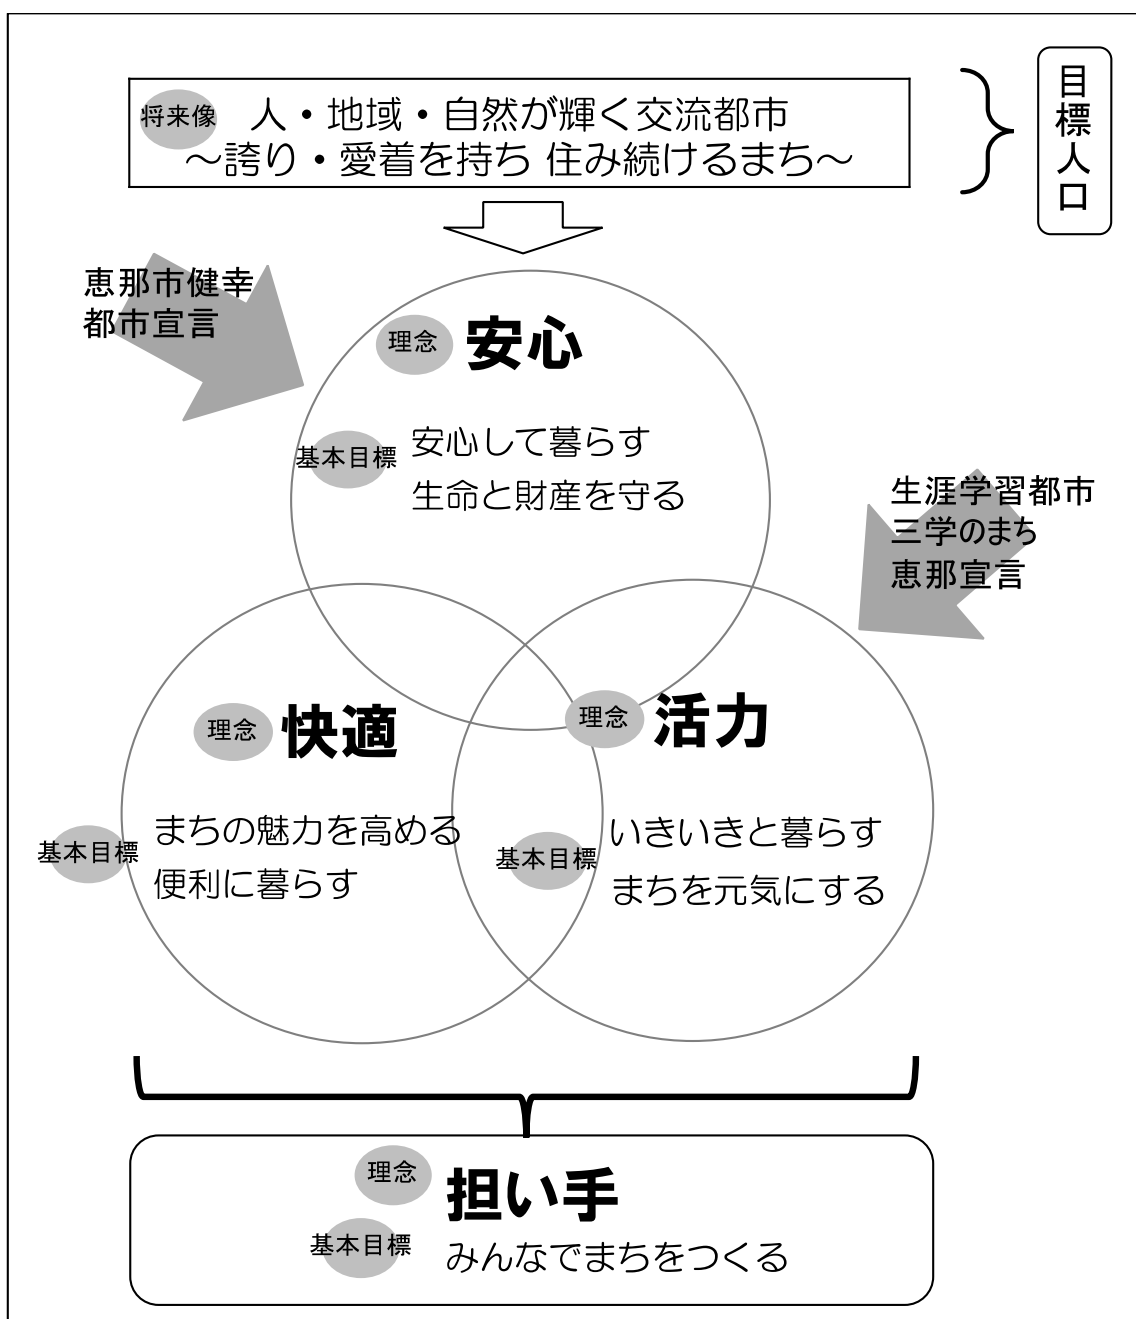 将来像
人・地域・自然が輝く交流都市
～誇り・愛着を持ち 住み続けるまち～
目標人口
恵那市健幸
都市宣言
理念
安心
基本目標
安心して暮らす
生命と財産を守る
生涯学習都市
三学のまち
恵那宣言
理念
快適
基本目標
まちの魅力を高める
便利に暮らす
理念
活力
基本目標
いきいきと暮らす
まちを元気にする
理念
担い手
基本目標
みんなでまちをつくる